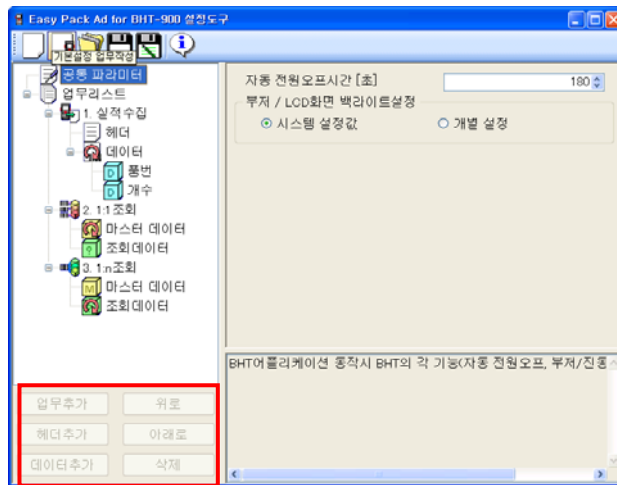 Easy Pack Ad for BHT-900 설정도구
기본설정 업무작성
공통 파라미터
업무리스트
1. 실적수집
헤더
데이터
품번
개수
2. 1:1조회
마스터 데이터
조회데이터
3. 1:n조회
마스터 데이터
조회데이터
자동 전원오프시간 [초]
180
부저 / LCD화면 백라이트설정
시스템 설정값
개별 설정
BHT어플리케이션 동작시 BHT의 각 기능(자동 전원오프, 부저/진동
업무추가
위로
헤더추가
아래로
데이터추가
삭제